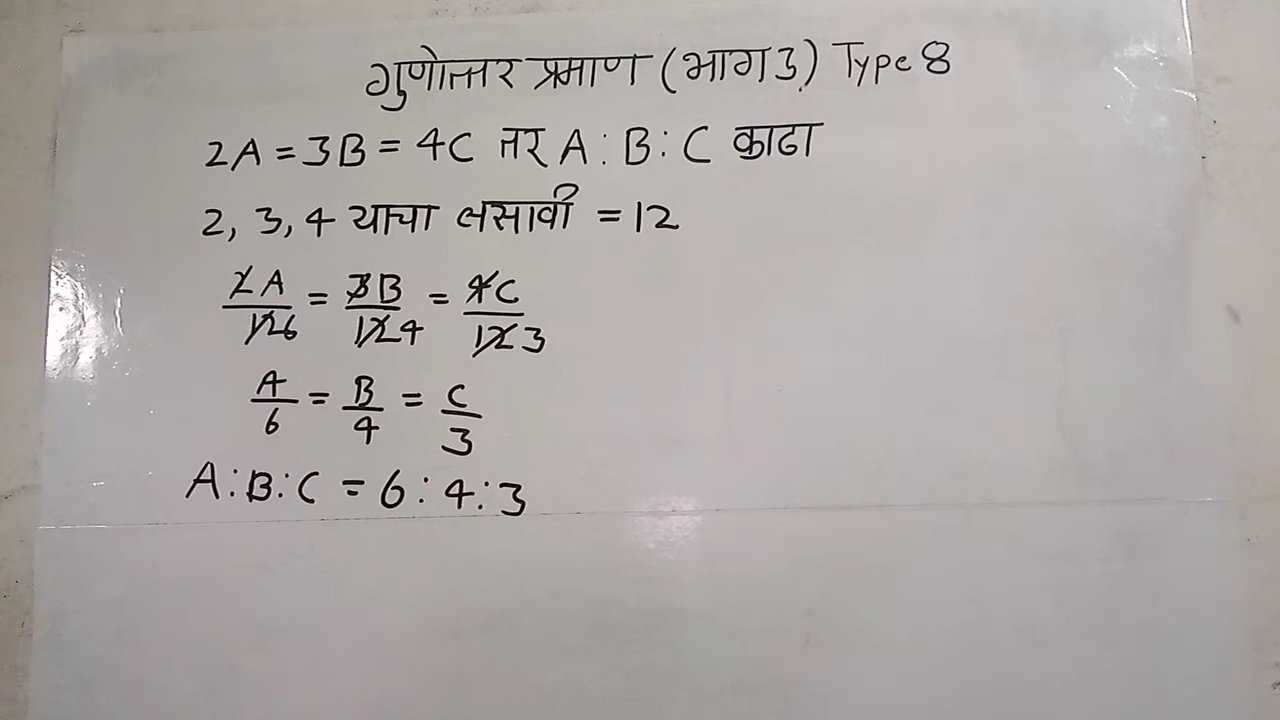 गुणोत्तर प्रमाण (भाग 3) Type 8
2A = 3B = 4C तर A : B : C काढा
2, 3, 4 याचा लसावी = 12
2A/12 6 = 3B/12 4 = 4C/12 3
A/6 = B/4 = C/3
A : B : C = 6 : 4 : 3